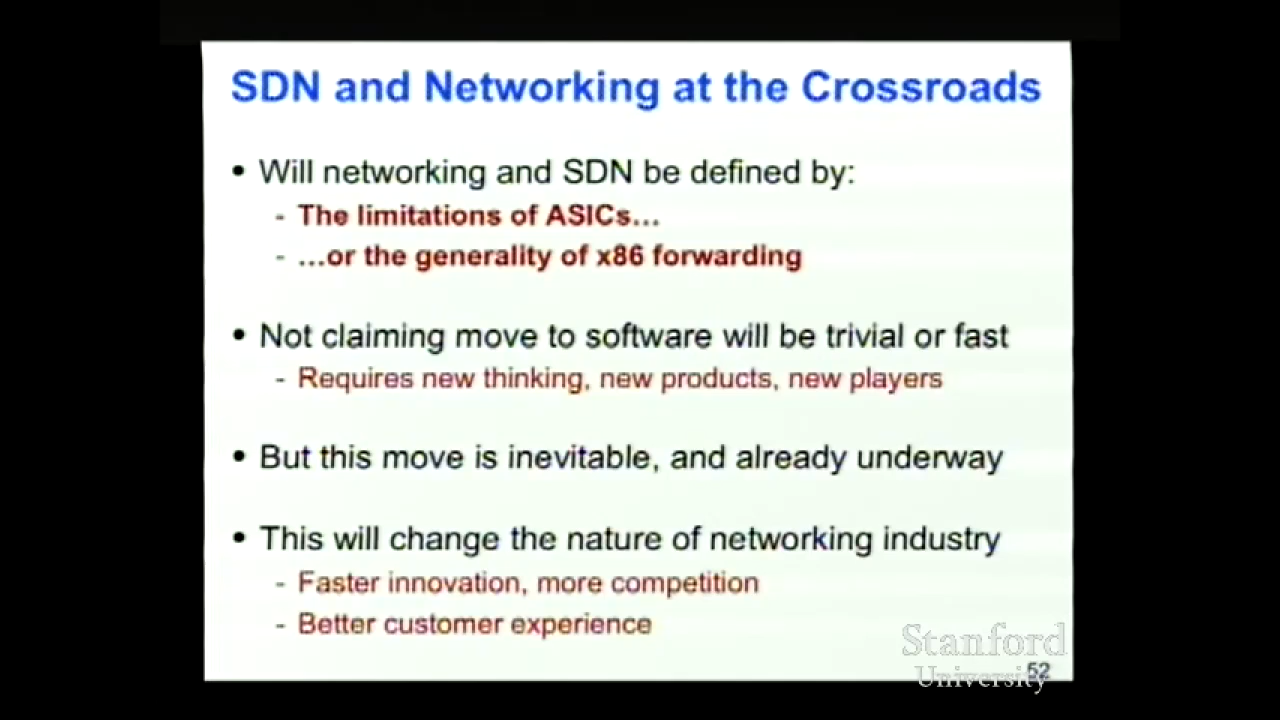 SDN and Networking at the Crossroads
• Will networking and SDN be defined by:
- The limitations of ASICs...
- ...or the generality of x86 forwarding
• Not claiming move to software will be trivial or fast
- Requires new thinking, new products, new players
• But this move is inevitable, and already underway
• This will change the nature of networking industry
- Faster innovation, more competition
- Better customer experience
Stanford
University
52